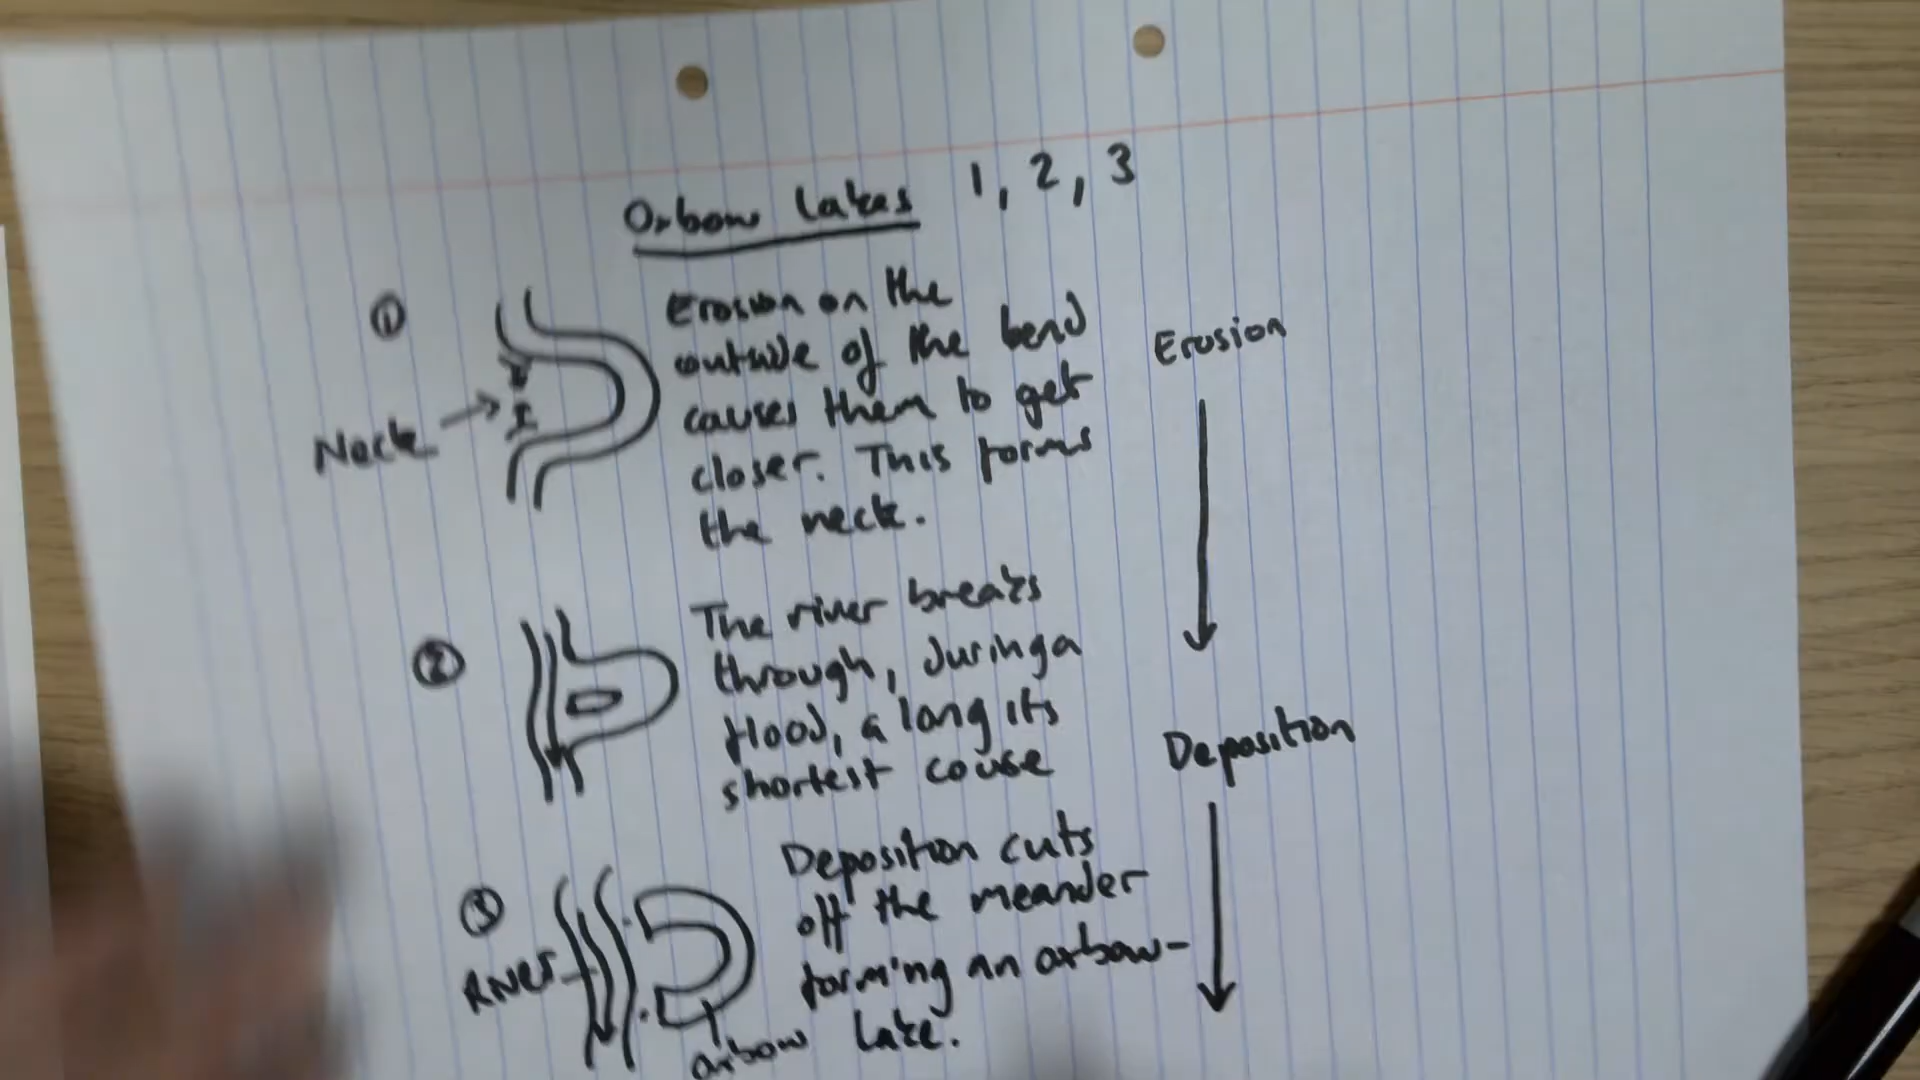 Oxbow Lakes 1, 2, 3
①
Erosion on the
outside of the bend
causes them to get
closer. This forms
the neck.
Neck
Erosion
②
The river breaks
through, during a
flood, a long its
shortest couse
Deposition
③
Deposition cuts
off the meander
forming an oxbow-
lake.
River
oxbow